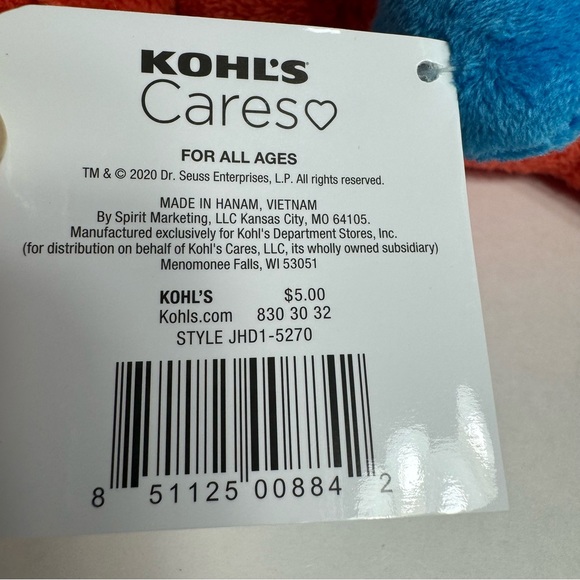 KOHL'S
Cares♡
FOR ALL AGES
TM & © 2020 Dr. Seuss Enterprises, L.P. All rights reserved.
MADE IN HANAM, VIETNAM
By Spirit Marketing, LLC Kansas City, MO 64105.
Manufactured exclusively for Kohl's Department Stores, Inc.
(for distribution on behalf of Kohl's Cares, LLC, its wholly owned subsidiary)
Menomonee Falls, WI 53051
KOHL'S $5.00
Kohls.com 830 30 32
STYLE JHD1-5270
8 51125 00884 2